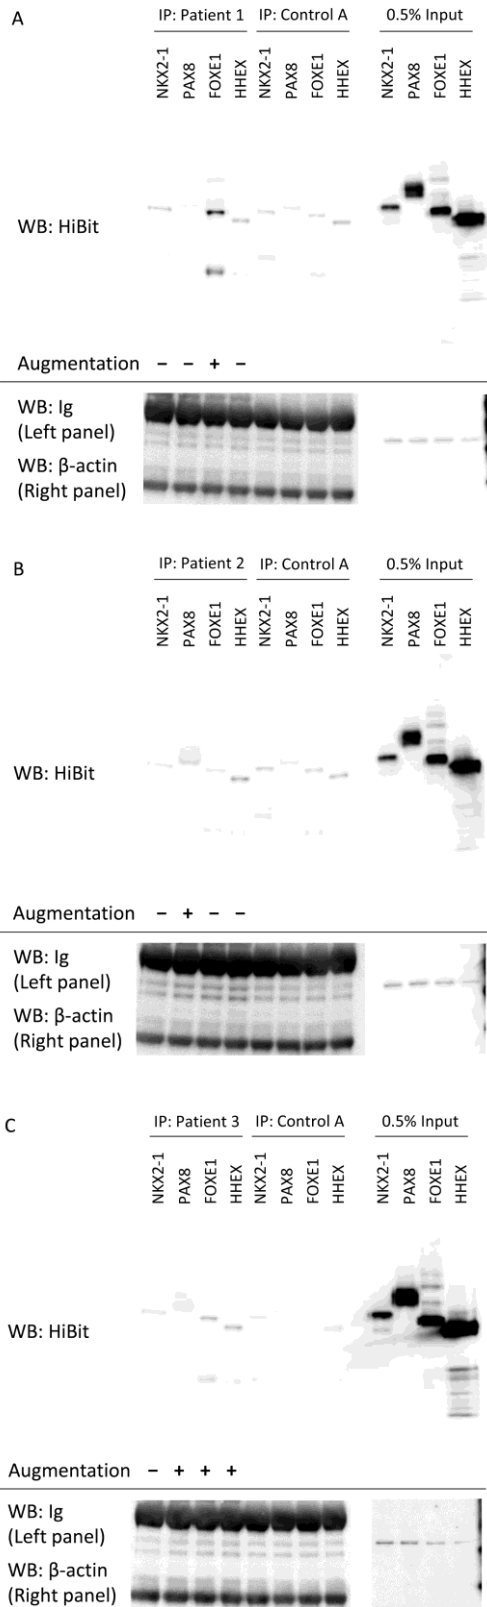 A
IP: Patient 1 IP: Control A 0.5% Input
NKX2-1 PAX8 FOXE1 HHEX NKX2-1 PAX8 FOXE1 HHEX NKX2-1 PAX8 FOXE1 HHEX
WB: HiBit
Augmentation − − + −
WB: Ig
(Left panel)
WB: β-actin
(Right panel)
B
IP: Patient 2 IP: Control A 0.5% Input
NKX2-1 PAX8 FOXE1 HHEX NKX2-1 PAX8 FOXE1 HHEX NKX2-1 PAX8 FOXE1 HHEX
WB: HiBit
Augmentation − + − −
WB: Ig
(Left panel)
WB: β-actin
(Right panel)
C
IP: Patient 3 IP: Control A 0.5% Input
NKX2-1 PAX8 FOXE1 HHEX NKX2-1 PAX8 FOXE1 HHEX NKX2-1 PAX8 FOXE1 HHEX
WB: HiBit
Augmentation − + + +
WB: Ig
(Left panel)
WB: β-actin
(Right panel)